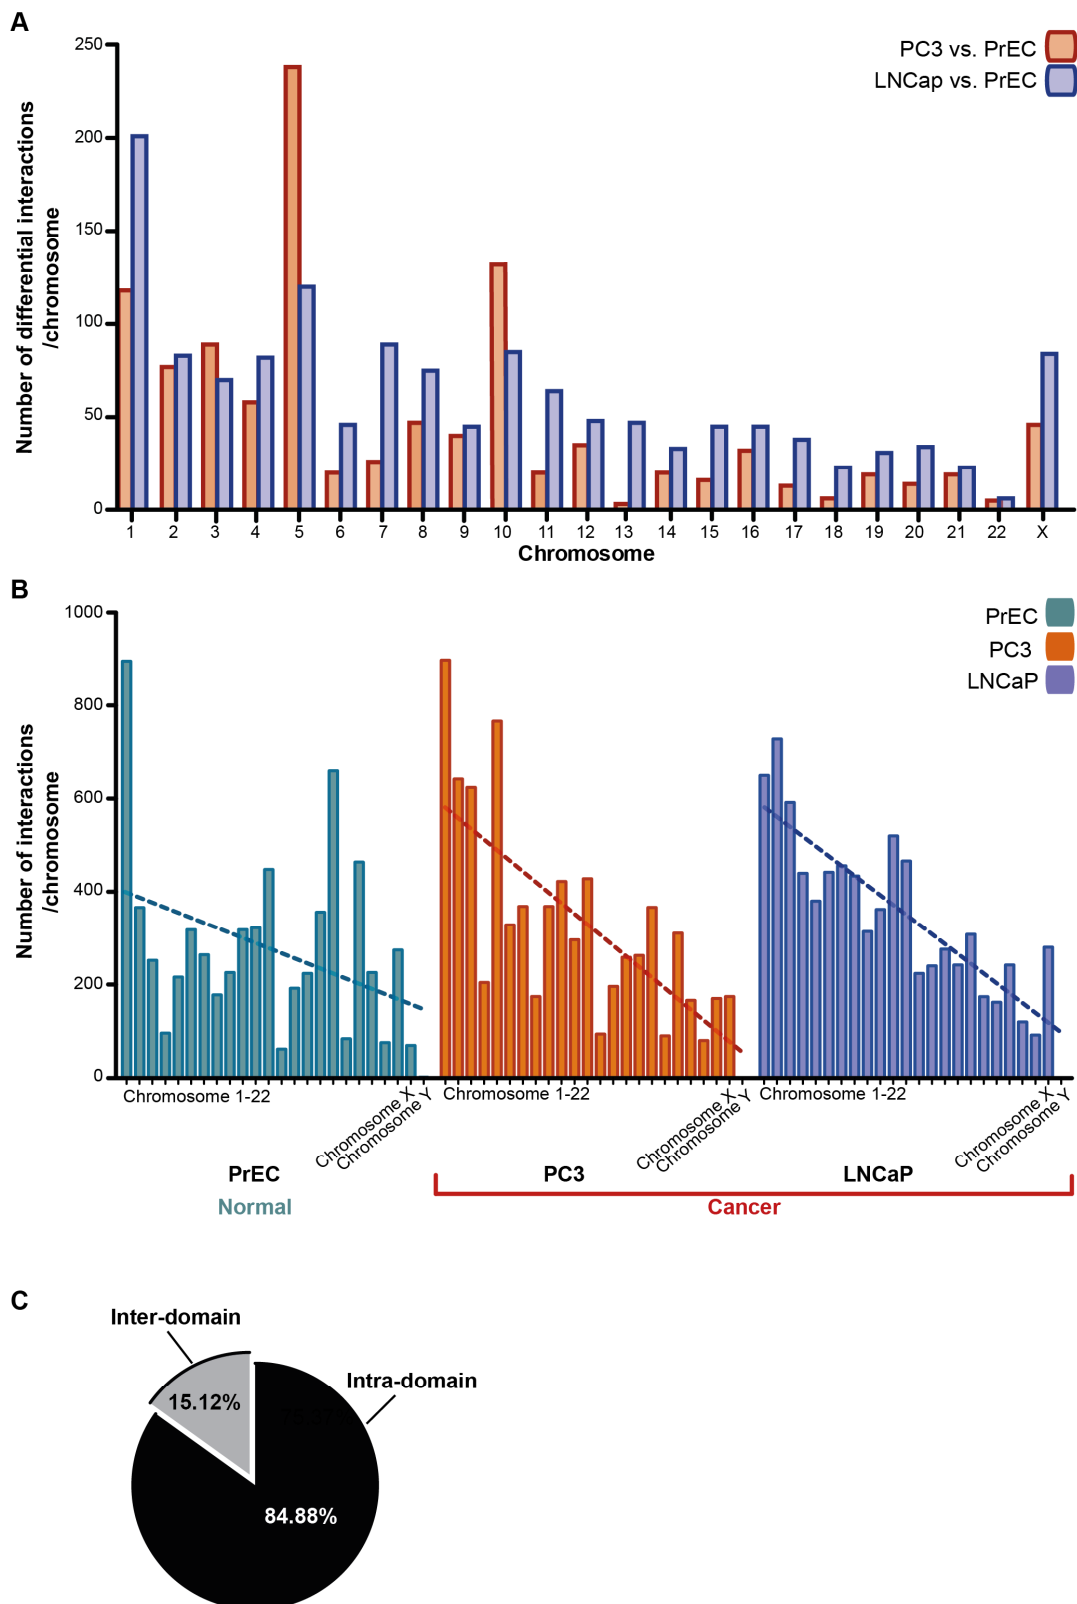 A
PC3 vs. PrEC
LNCap vs. PrEC
Number of differential interactions
/chromosome
250
200
150
100
50
0
1 2 3 4 5 6 7 8 9 10 11 12 13 14 15 16 17 18 19 20 21 22 X
Chromosome
B
PrEC
PC3
LNCaP
Number of interactions
/chromosome
1000
800
600
400
200
0
Chromosome 1-22
Chromosome X
Chromosome Y
Chromosome 1-22
Chromosome X
Chromosome Y
Chromosome 1-22
Chromosome X
Chromosome Y
PrEC PC3 LNCaP
Normal Cancer
C
Inter-domain
Intra-domain
15.12%
84.88%